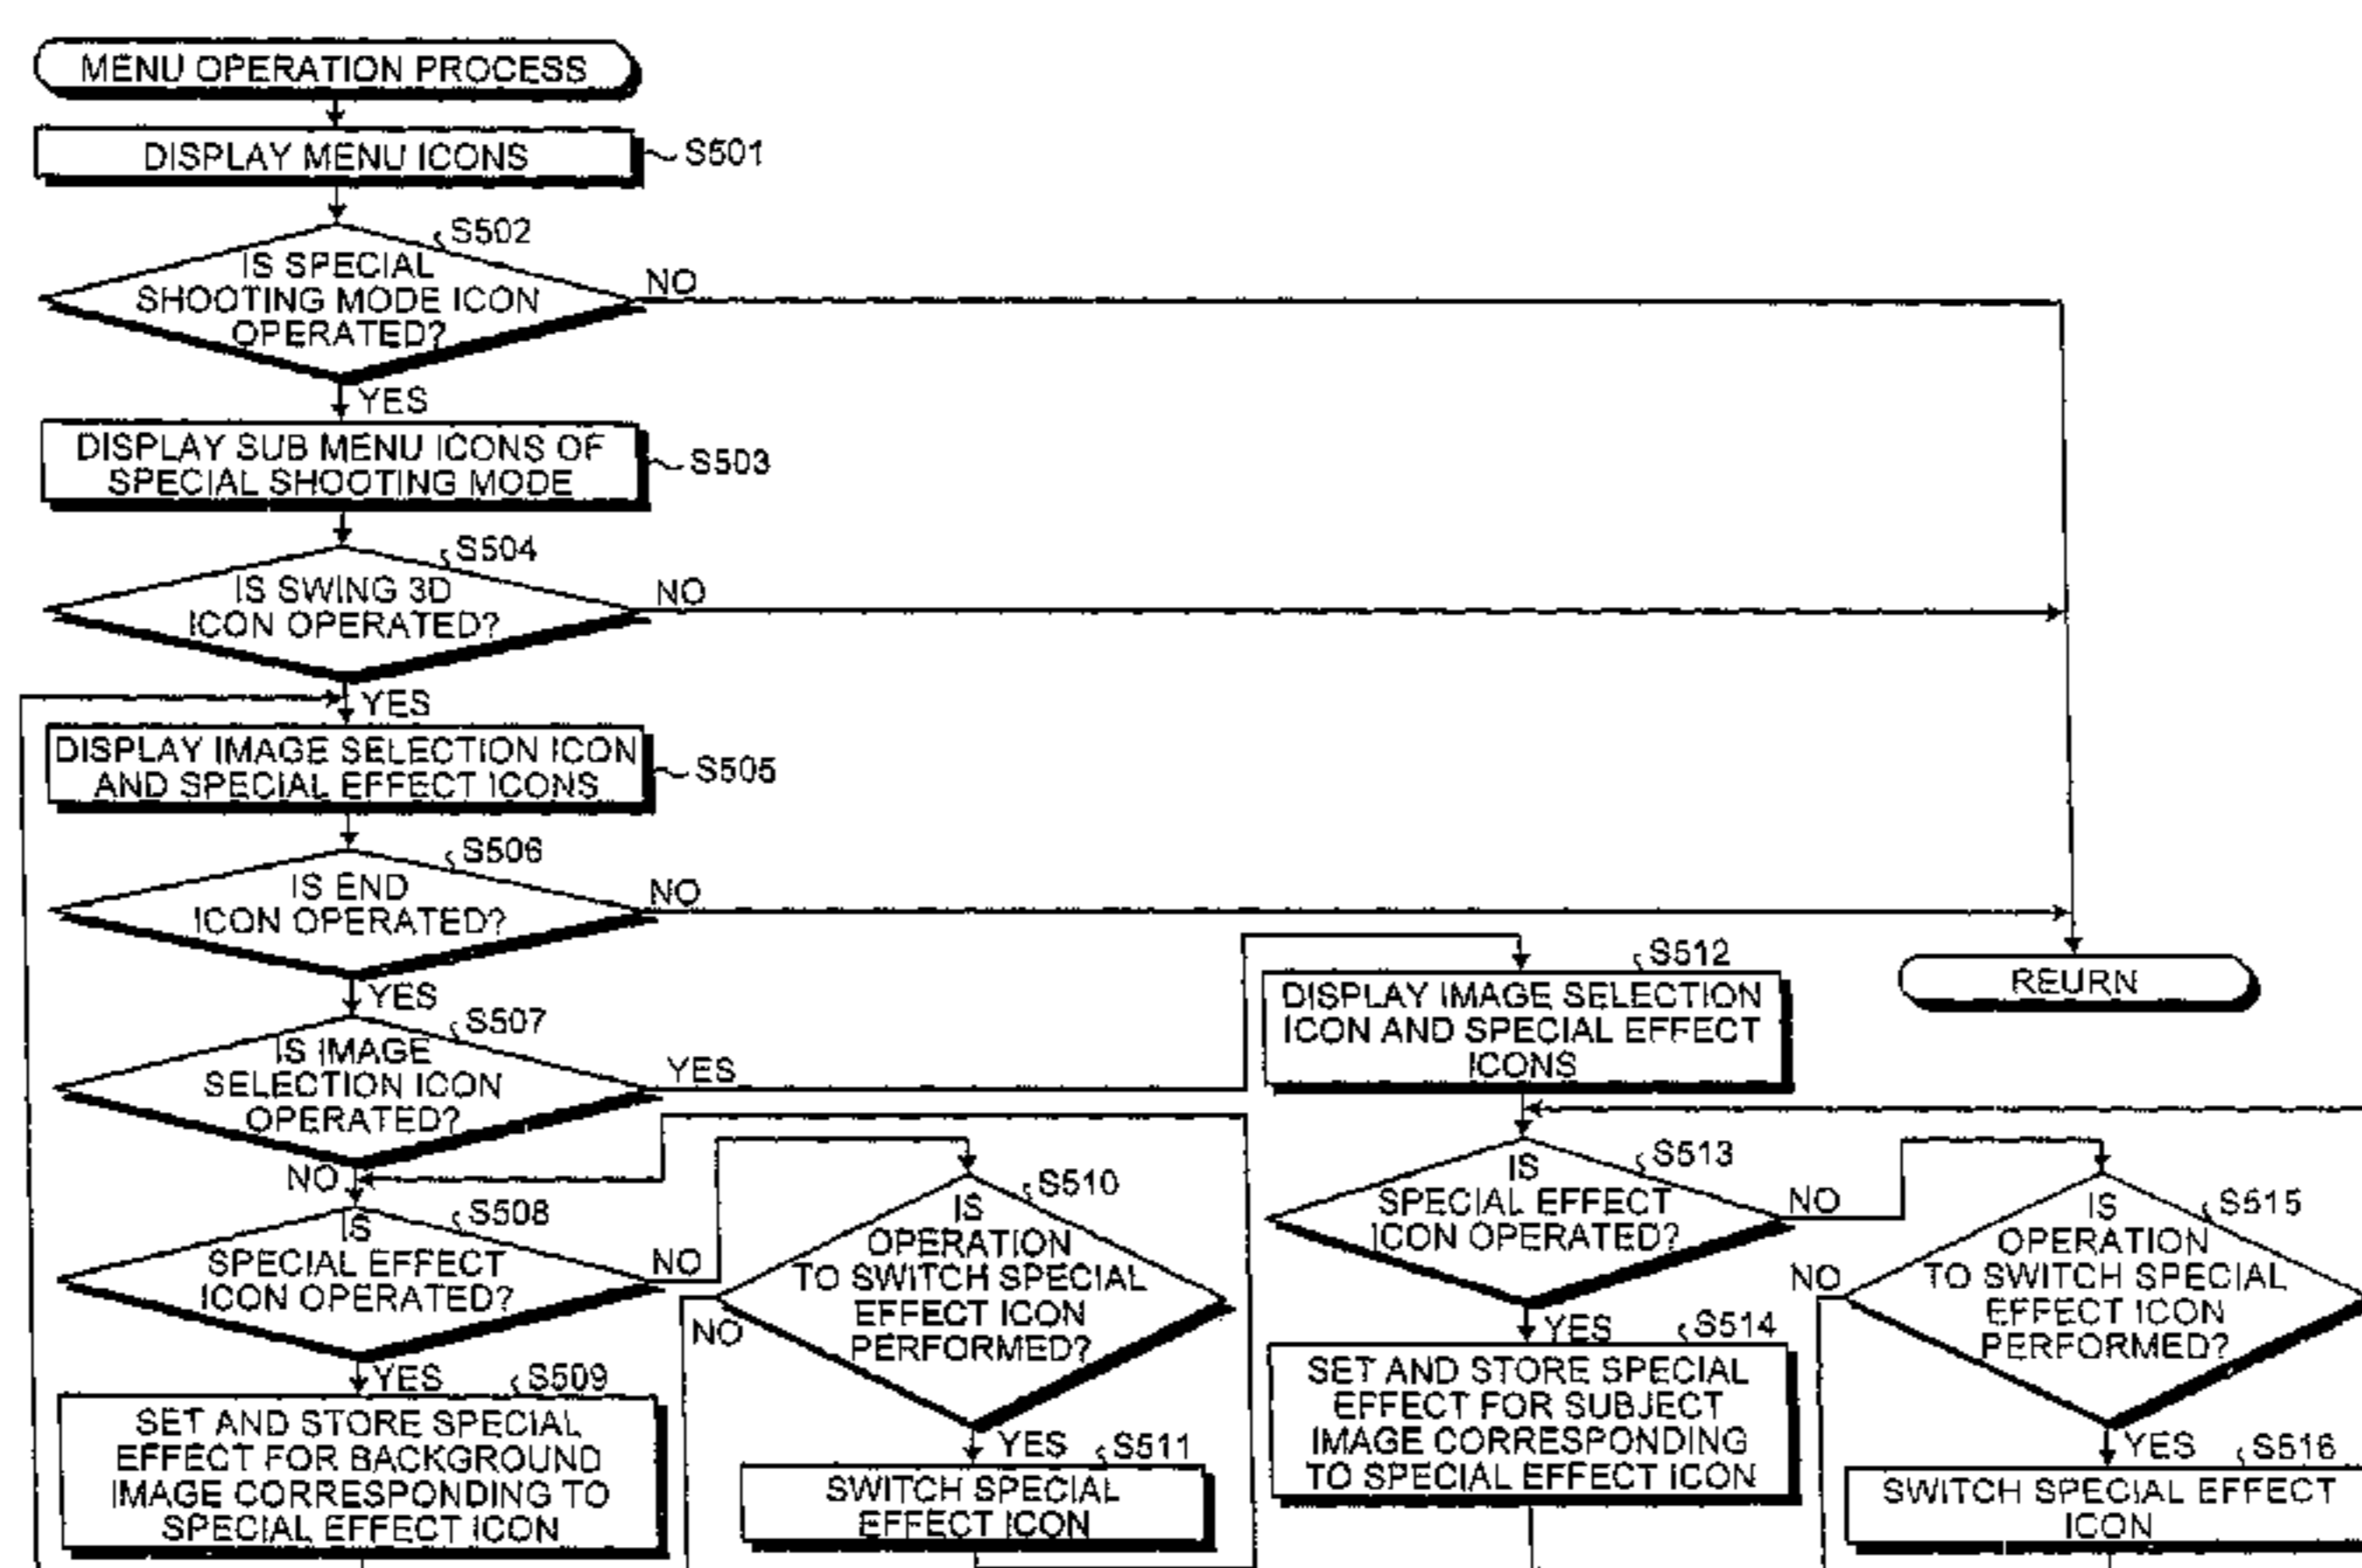 MENU OPERATION PROCESS
DISPLAY MENU ICONS
S501
S502
IS SPECIAL
SHOOTING MODE ICON
OPERATED?
NO
YES
DISPLAY SUB MENU ICONS OF
SPECIAL SHOOTING MODE
S503
S504
IS SWING 3D
ICON OPERATED?
NO
YES
DISPLAY IMAGE SELECTION ICON
AND SPECIAL EFFECT ICONS
S505
S506
IS END
ICON OPERATED?
NO
YES
S507
IS IMAGE
SELECTION ICON
OPERATED?
YES
NO
S508
IS
SPECIAL EFFECT
ICON OPERATED?
NO
YES
S509
SET AND STORE SPECIAL
EFFECT FOR BACKGROUND
IMAGE CORRESPONDING TO
SPECIAL EFFECT ICON
S510
IS
OPERATION
TO SWITCH SPECIAL
EFFECT ICON
PERFORMED?
NO
YES
S511
SWITCH SPECIAL
EFFECT ICON
S512
DISPLAY IMAGE SELECTION
ICON AND SPECIAL EFFECT
ICONS
S513
IS
SPECIAL EFFECT
ICON OPERATED?
NO
YES
S514
SET AND STORE SPECIAL
EFFECT FOR SUBJECT
IMAGE CORRESPONDING
TO SPECIAL EFFECT ICON
S515
IS
OPERATION
TO SWITCH SPECIAL
EFFECT ICON
PERFORMED?
NO
YES
S516
SWITCH SPECIAL EFFECT
ICON
REURN